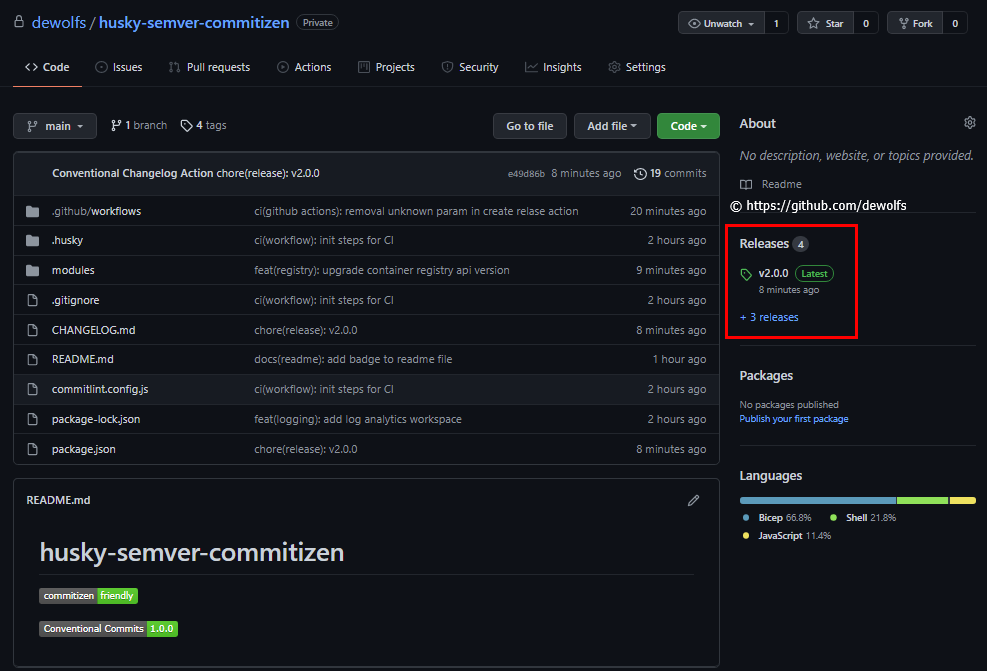 dewolfs / husky-semver-commitizen Private
Unwatch 1 Star 0 Fork 0
Code Issues Pull requests Actions Projects Security Insights Settings
main 1 branch 4 tags Go to file Add file Code
Conventional Changelog Action chore(release): v2.0.0 e49d86b 8 minutes ago 19 commits
.github/workflows ci(github actions): removal unknown param in create relase action 20 minutes ago
.husky ci(workflow): init steps for CI 2 hours ago
modules feat(registry): upgrade container registry api version 9 minutes ago
.gitignore ci(workflow): init steps for CI 2 hours ago
CHANGELOG.md chore(release): v2.0.0 8 minutes ago
README.md docs(readme): add badge to readme file 1 hour ago
commitlint.config.js ci(workflow): init steps for CI 2 hours ago
package-lock.json feat(logging): add log analytics workspace 2 hours ago
package.json chore(release): v2.0.0 8 minutes ago
README.md
husky-semver-commitizen
commitizen friendly
Conventional Commits 1.0.0
About
No description, website, or topics provided.
Readme
© https://github.com/dewolfs
Releases 4
v2.0.0 Latest
8 minutes ago
+ 3 releases
Packages
No packages published
Publish your first package
Languages
Bicep 66.8% Shell 21.8%
JavaScript 11.4%